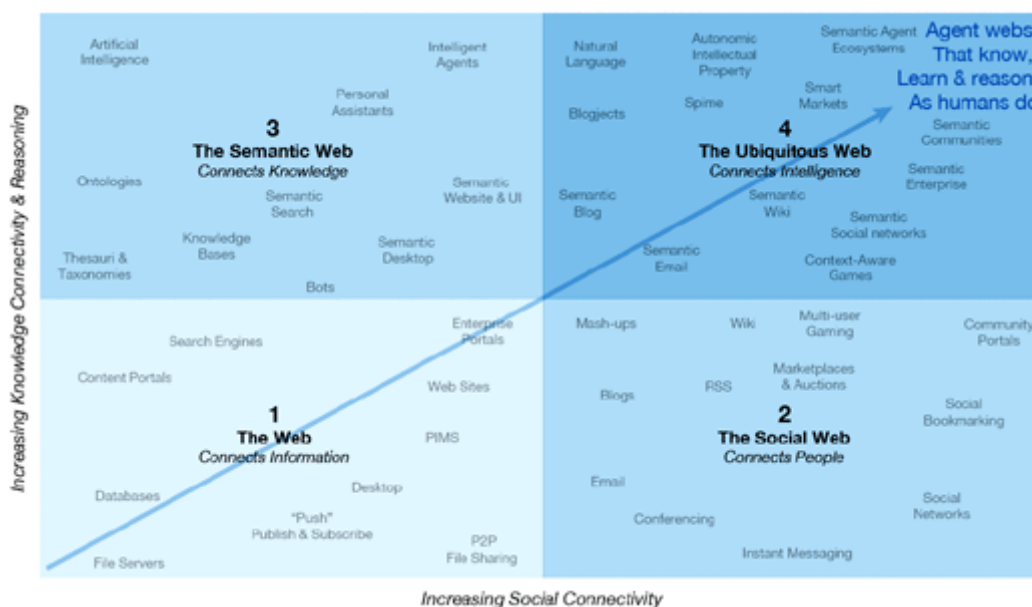 Artificial
Intelligence
Intelligent
Agents
Personal
Assistants
3
The Semantic Web
Connects Knowledge
Ontologies
Semantic
Search
Semantic
Website & UI
Knowledge
Bases
Semantic
Desktop
Thesauri &
Taxonomies
Bots
Natural
Language
Autonomic
Intellectual
Property
Semantic Agent
Ecosystems
Agent webs
That know,
Learn & reason
As humans do
Blogjects
Spime
Smart
Markets
4
The Ubiquitous Web
Connects Intelligence
Semantic
Communities
Semantic
Enterprise
Semantic
Blog
Semantic
Wiki
Semantic
Social networks
Semantic
Email
Context-Aware
Games
Search Engines
Enterprise
Portals
Content Portals
Web Sites
1
The Web
Connects Information
PIMS
Databases
Desktop
"Push"
Publish & Subscribe
File Servers
P2P
File Sharing
Mash-ups
Wiki
Multi-user
Gaming
Community
Portals
Blogs
RSS
Marketplaces
& Auctions
2
The Social Web
Connects People
Social
Bookmarking
Email
Conferencing
Social
Networks
Instant Messaging
Increasing Knowledge Connectivity & Reasoning
Increasing Social Connectivity